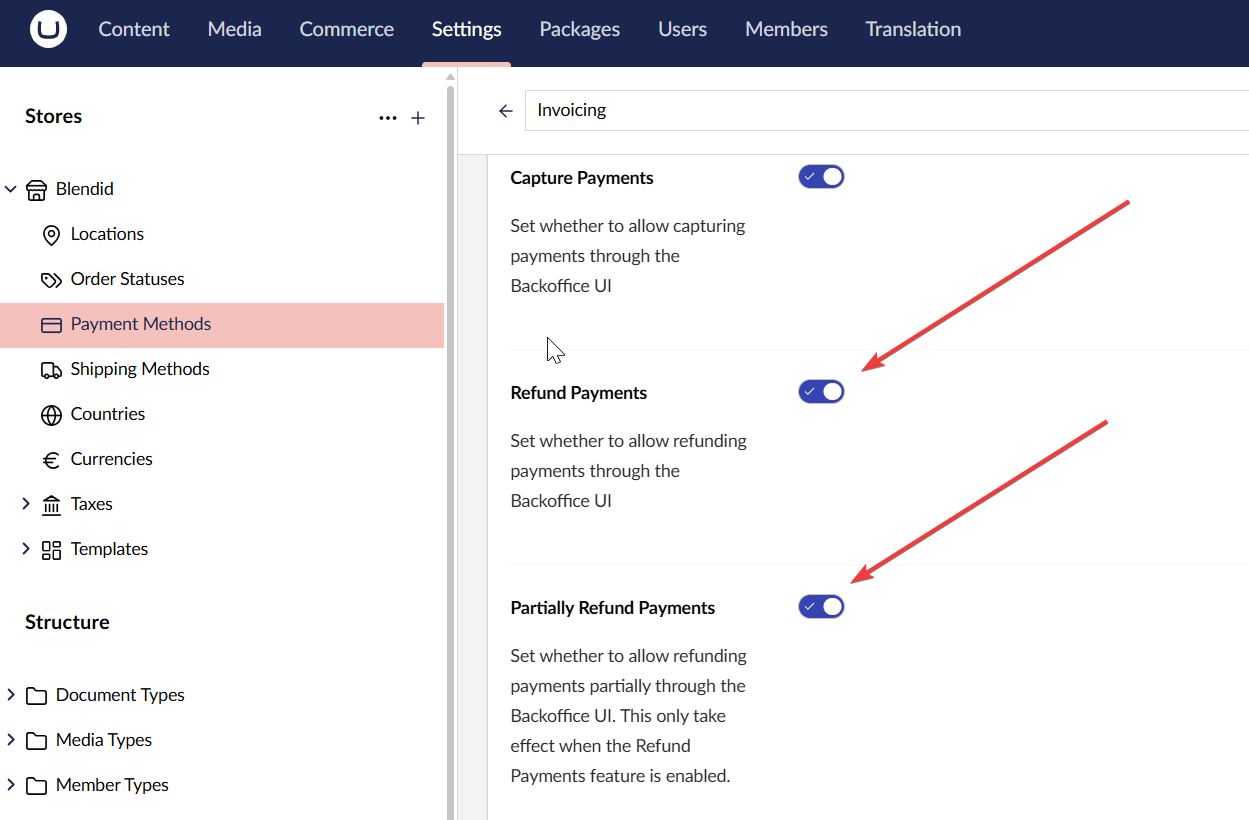 Content
Media
Commerce
Settings
Packages
Users
Members
Translation
Stores
Blendid
Locations
Order Statuses
Payment Methods
Shipping Methods
Countries
Currencies
Taxes
Templates
Structure
Document Types
Media Types
Member Types
Invoicing
Capture Payments
Set whether to allow capturing
payments through the
Backoffice UI
Refund Payments
Set whether to allow refunding
payments through the
Backoffice UI
Partially Refund Payments
Set whether to allow refunding
payments partially through the
Backoffice UI. This only take
effect when the Refund
Payments feature is enabled.